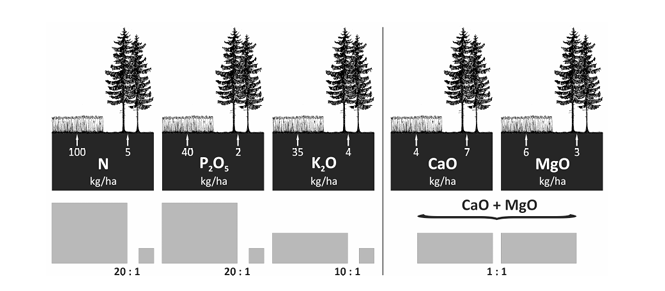 100 5 40 2 35 4 4 7 6 3
N P₂O₅ K₂O CaO MgO
kg/ha kg/ha kg/ha kg/ha kg/ha
CaO + MgO
20 : 1 20 : 1 10 : 1 1 : 1